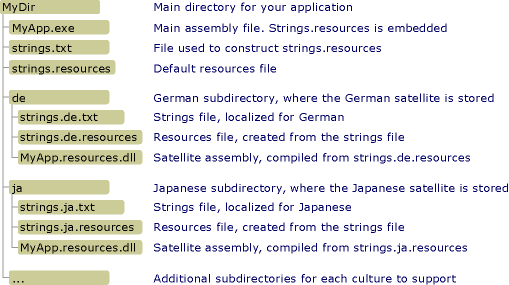 MyDir Main directory for your application
MyApp.exe Main assembly file. Strings.resources is embedded
strings.txt File used to construct strings.resources
strings.resources Default resources file
de German subdirectory, where the German satellite is stored
strings.de.txt Strings file, localized for German
strings.de.resources Resources file, created from the strings file
MyApp.resources.dll Satellite assembly, compiled from strings.de.resources
ja Japanese subdirectory, where the Japanese satellite is stored
strings.ja.txt Strings file, localized for Japanese
strings.ja.resources Resources file, created from the strings file
MyApp.resources.dll Satellite assembly, compiled from strings.ja.resources
... Additional subdirectories for each culture to support